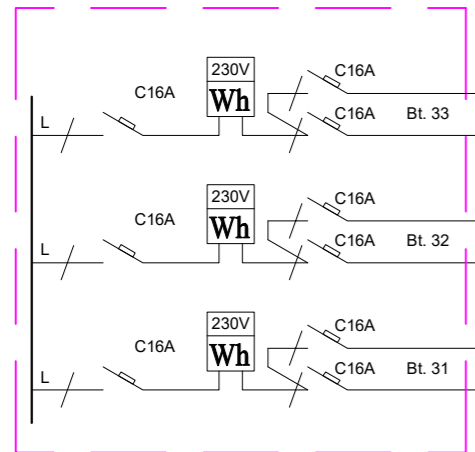 230V
C16A
C16A
Wh
L
C16A
Bt. 33
230V
C16A
C16A
Wh
L
C16A
Bt. 32
230V
C16A
C16A
Wh
L
C16A
Bt. 31